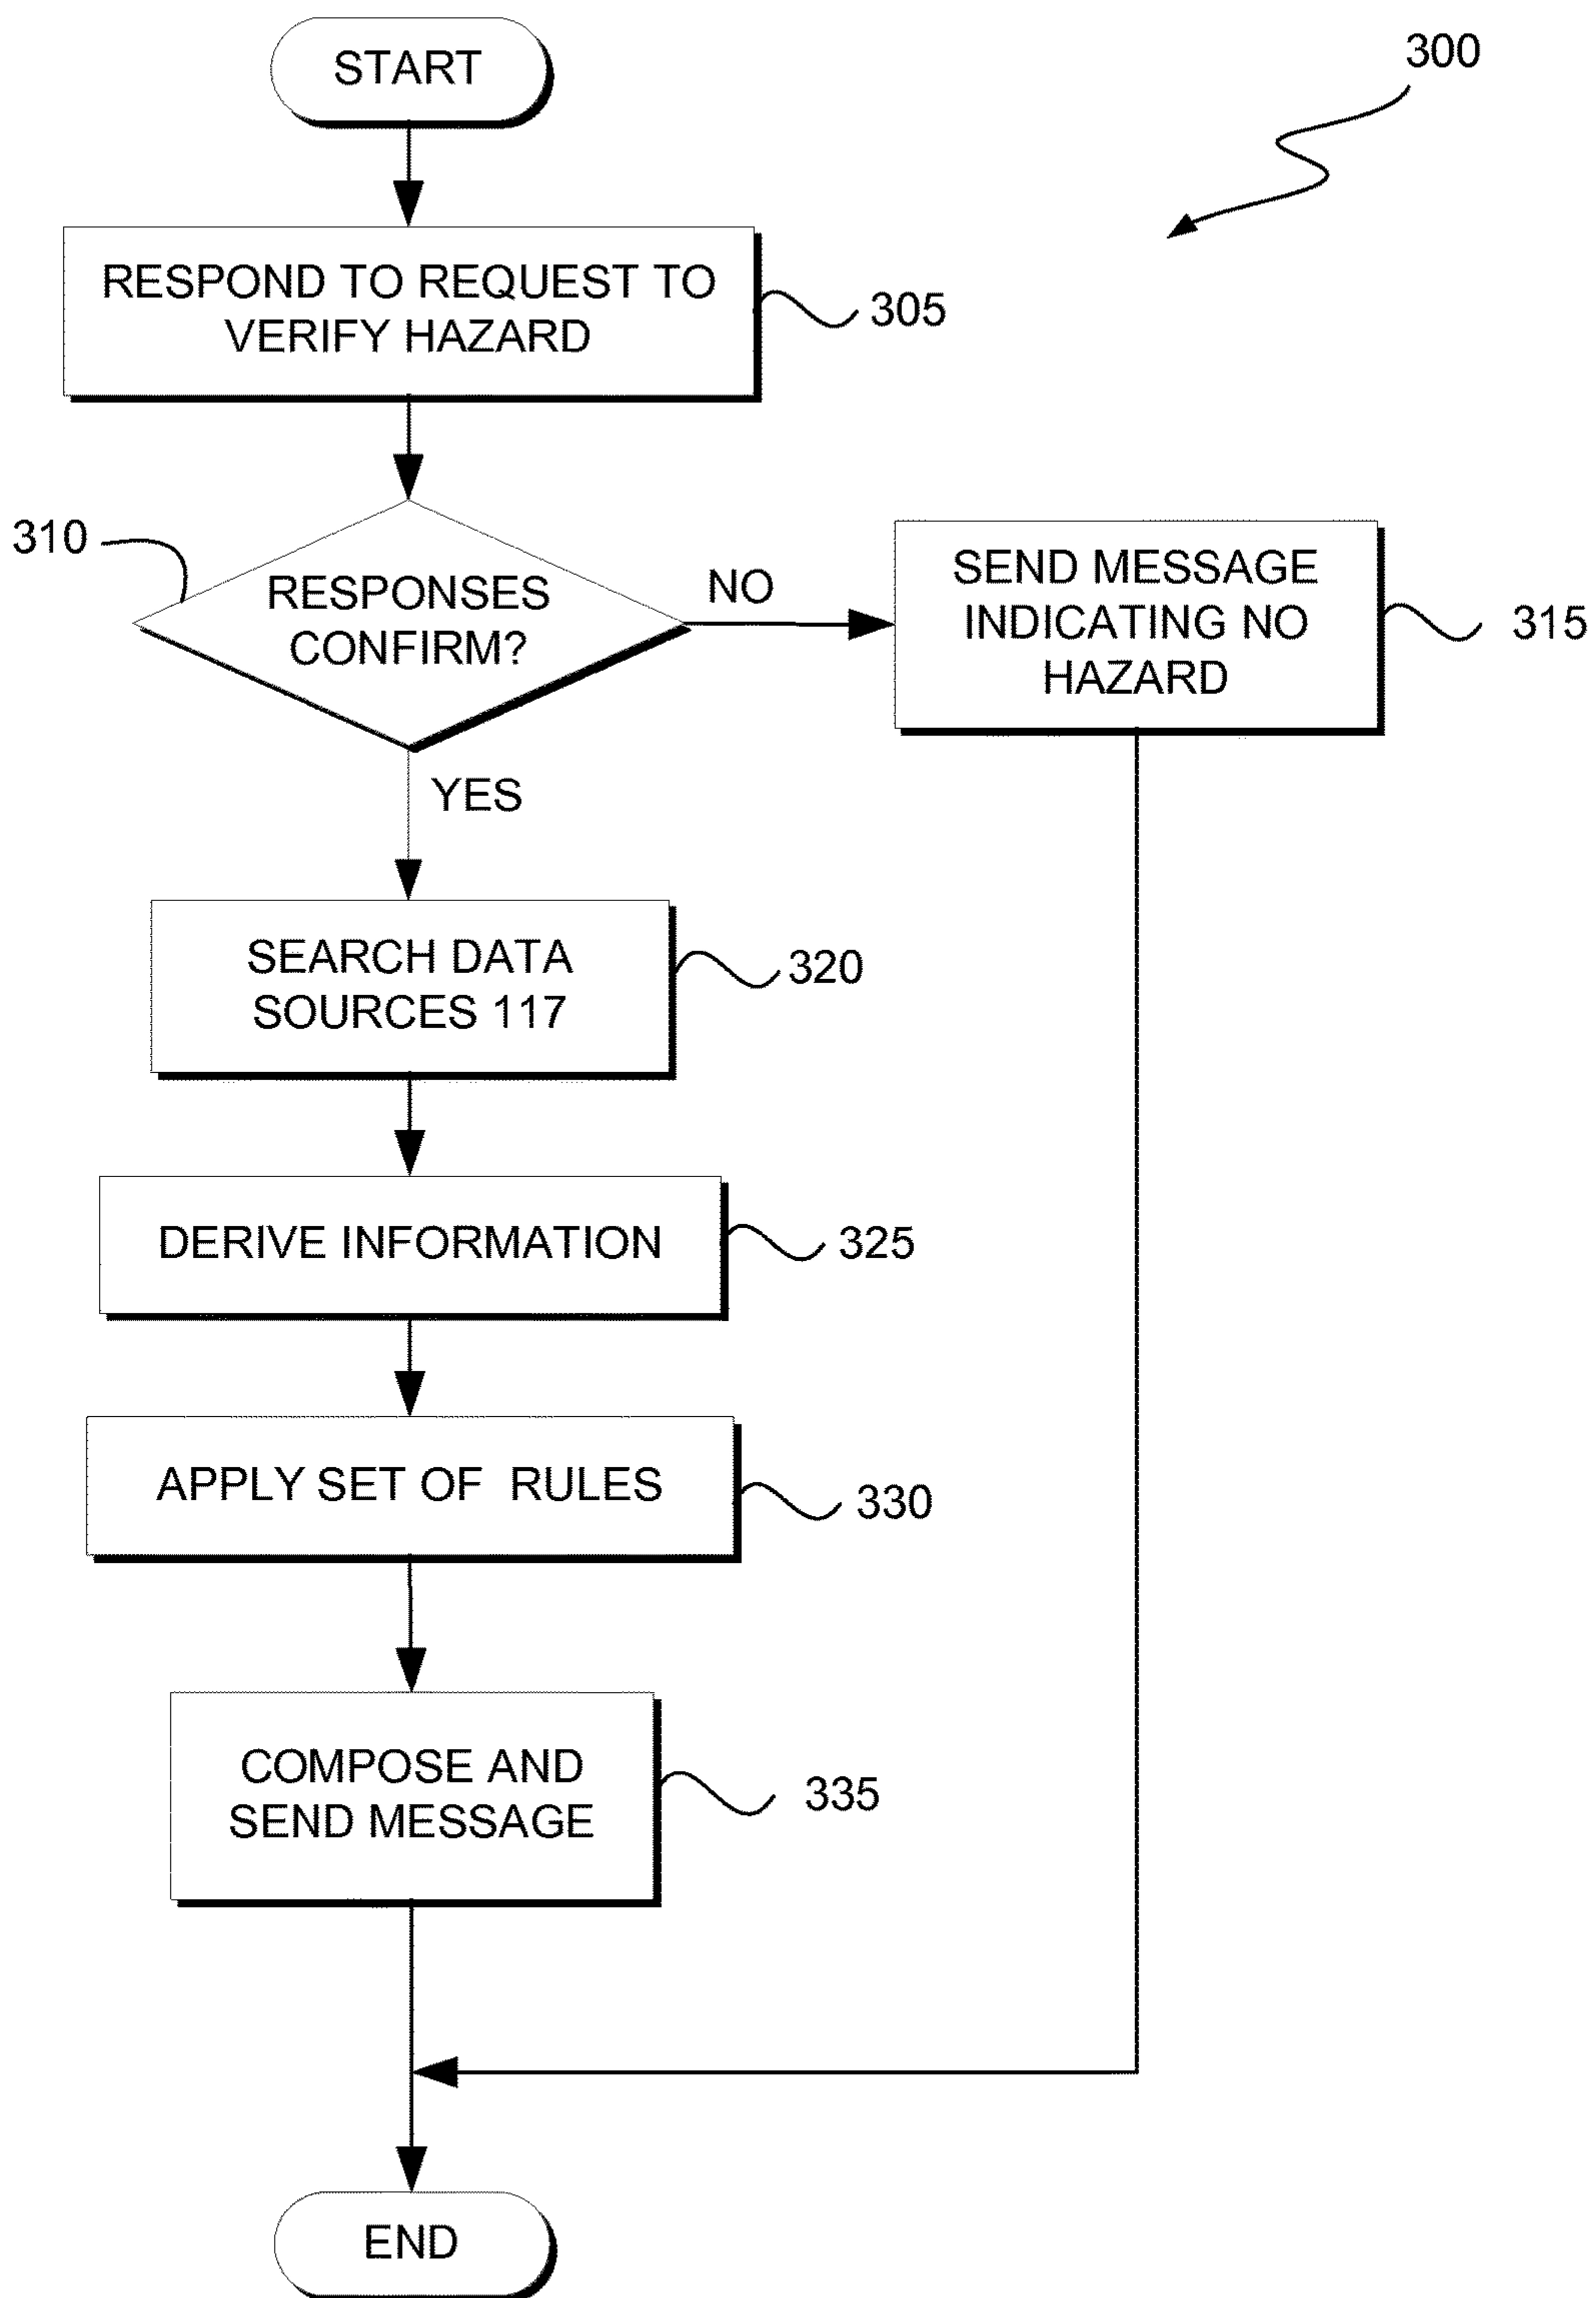 START
300
RESPOND TO REQUEST TO
VERIFY HAZARD
305
310
RESPONSES
CONFIRM?
NO
SEND MESSAGE
INDICATING NO
HAZARD
315
YES
SEARCH DATA
SOURCES 117
320
DERIVE INFORMATION
325
APPLY SET OF RULES
330
COMPOSE AND
SEND MESSAGE
335
END